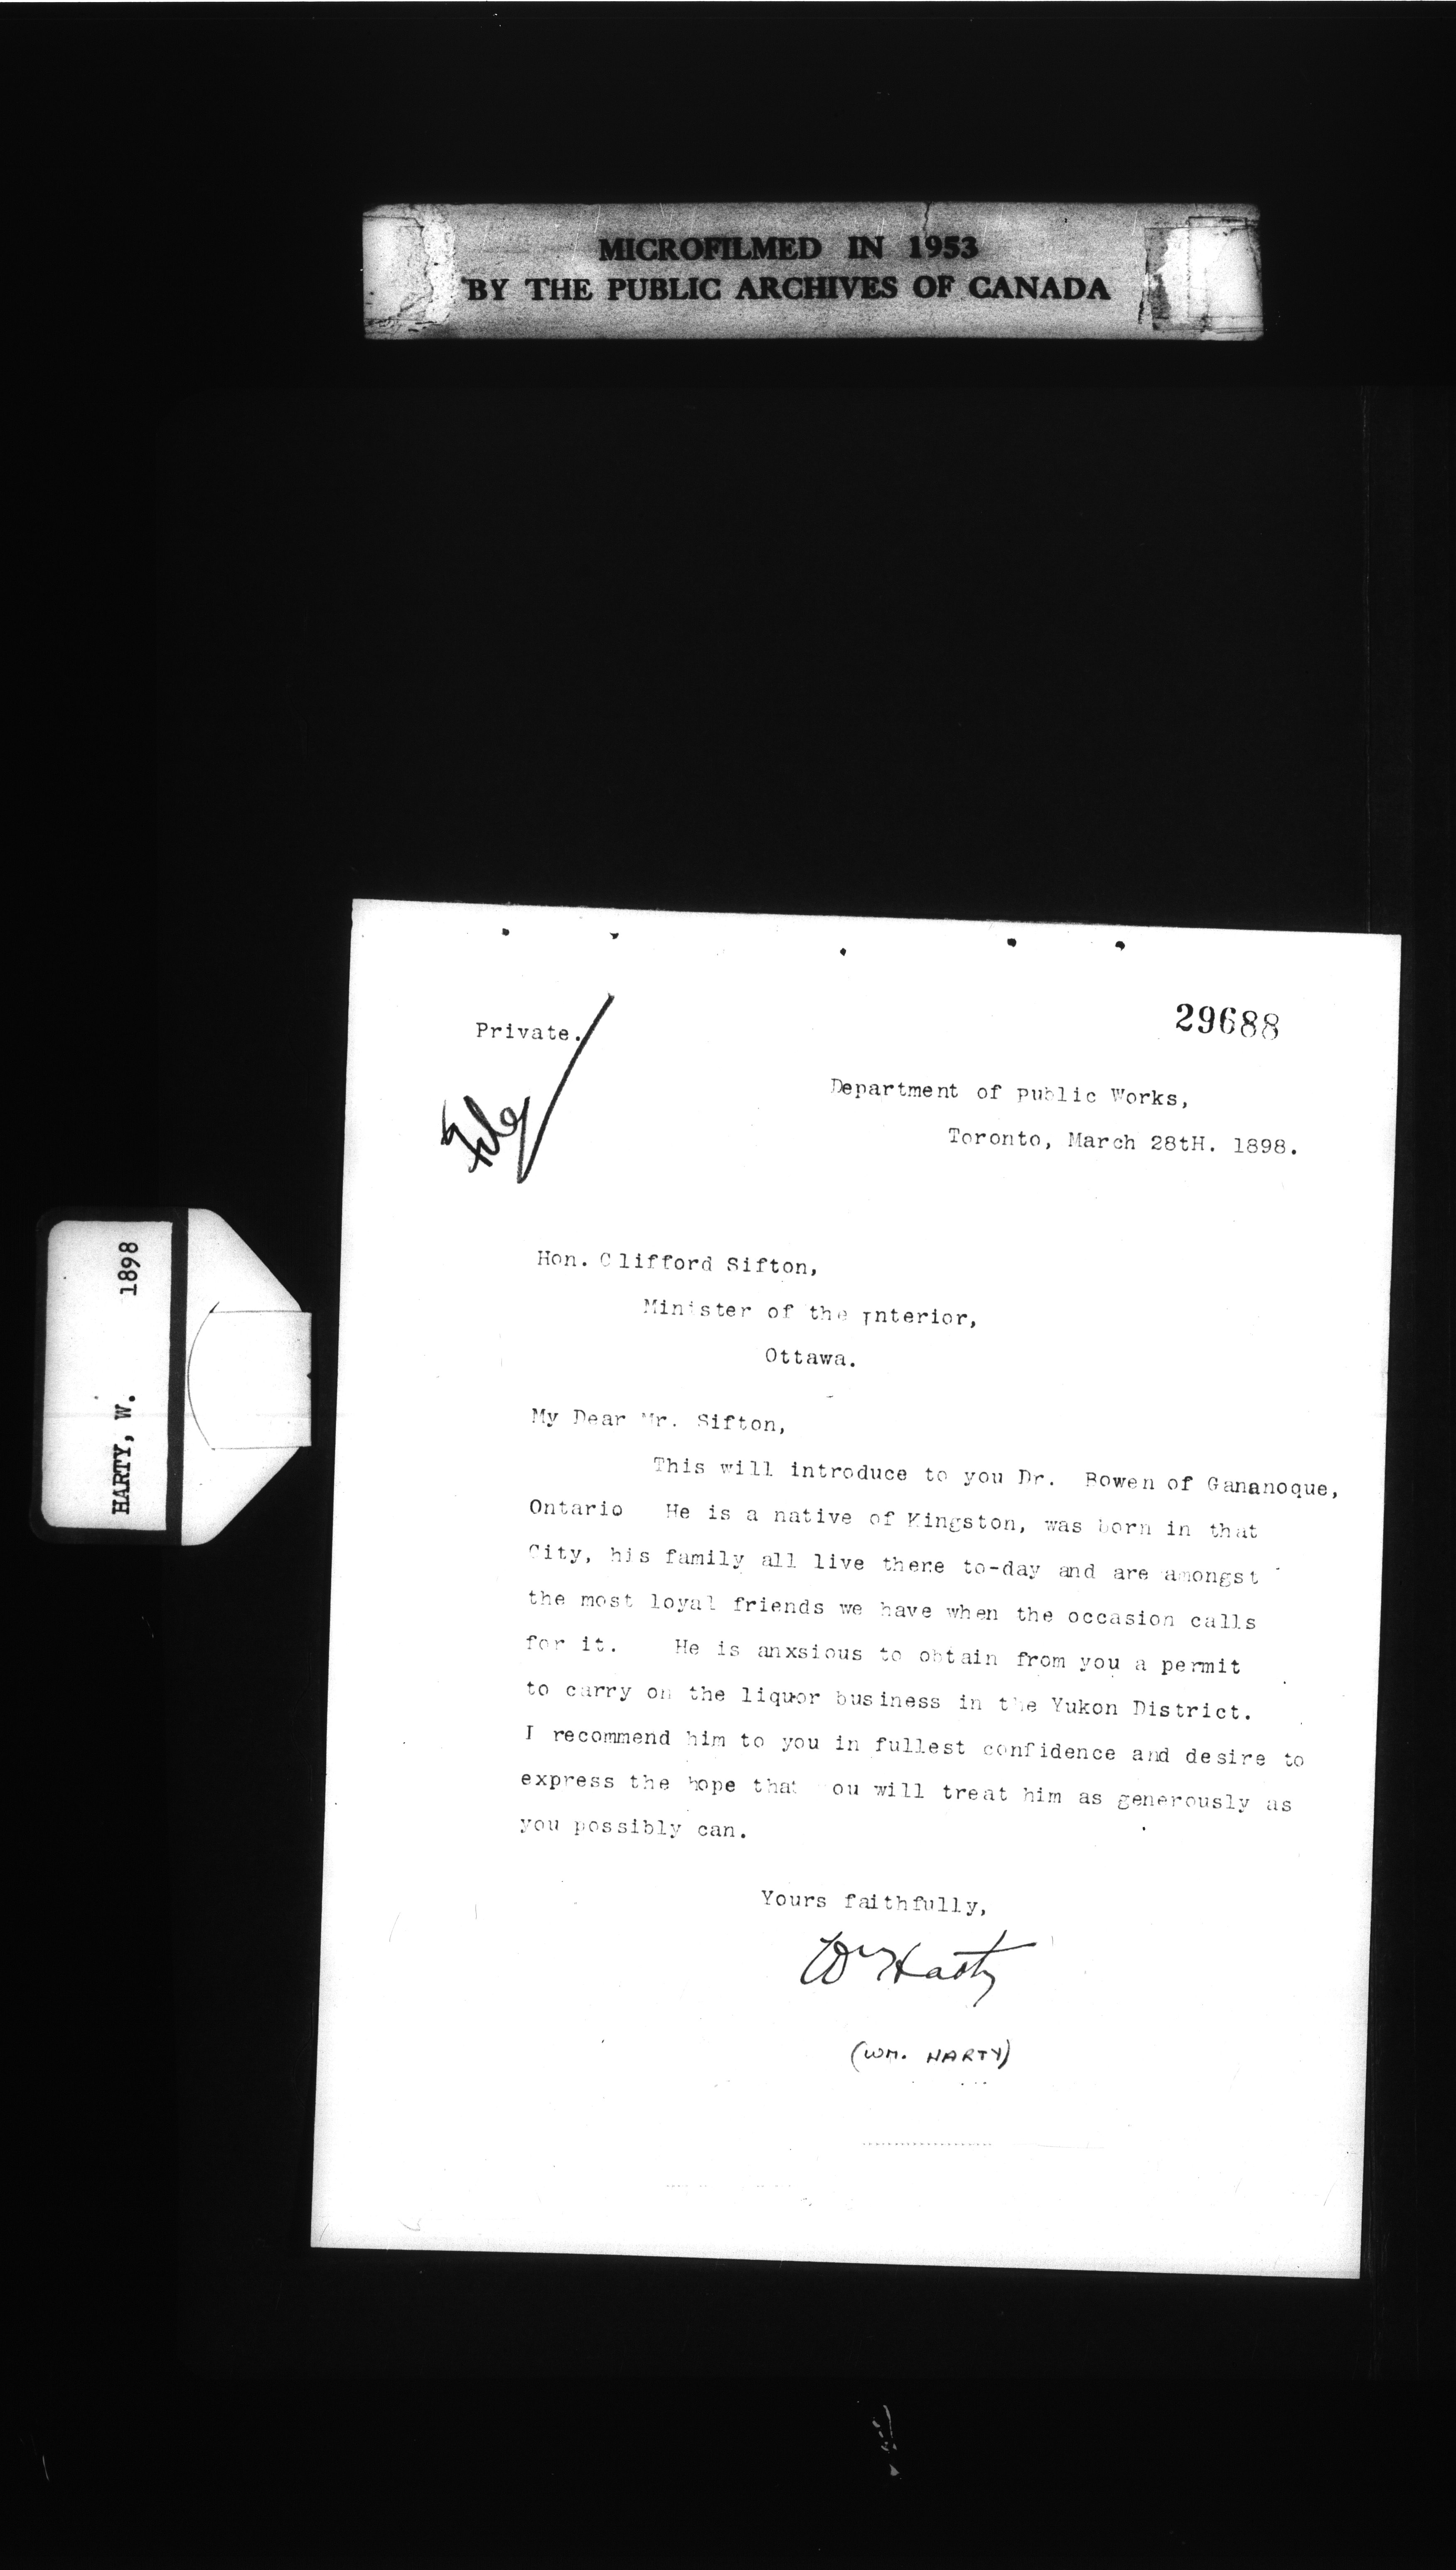 MICROFILMED IN 1953
BY THE PUBLIC ARCHIVES OF CANADA
HARTY, W. 1898
29688
Private.
File
Department of Public Works,
Toronto, March 28tH. 1898.
Hon. Clifford Sifton,
Minister of the Interior,
Ottawa.
My Dear Mr. Sifton,
This will introduce to you Dr. Bowen of Gananoque,
Ontario He is a native of Kingston, was born in that
City, his family all live there to-day and are amongst
the most loyal friends we have when the occasion calls
for it. He is anxsious to obtain from you a permit
to carry on the liquor business in the Yukon District.
I recommend him to you in fullest confidence and desire to
express the hope that ou will treat him as generously as
you possibly can.
Yours faithfully,
Wm Harty
(WM. HARTY)